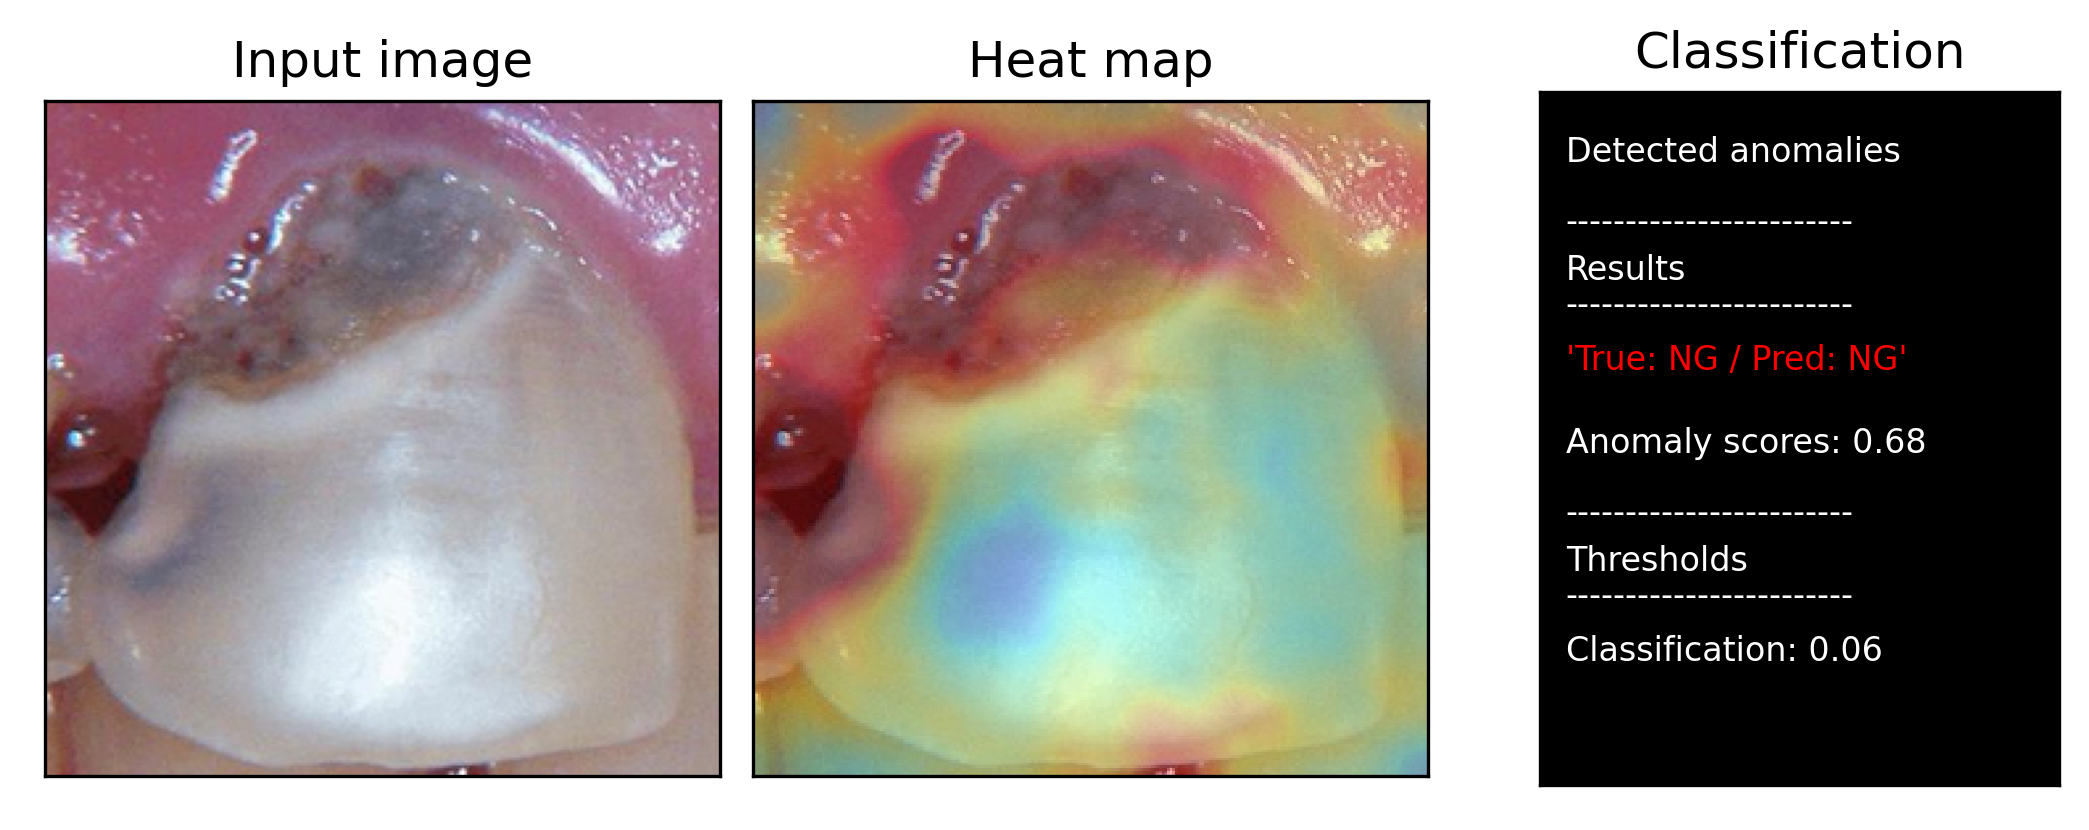 Input image
Heat map
Classification
Detected anomalies
------------------------
Results
------------------------
'True: NG / Pred: NG'
Anomaly scores: 0.68
------------------------
Thresholds
------------------------
Classification: 0.06